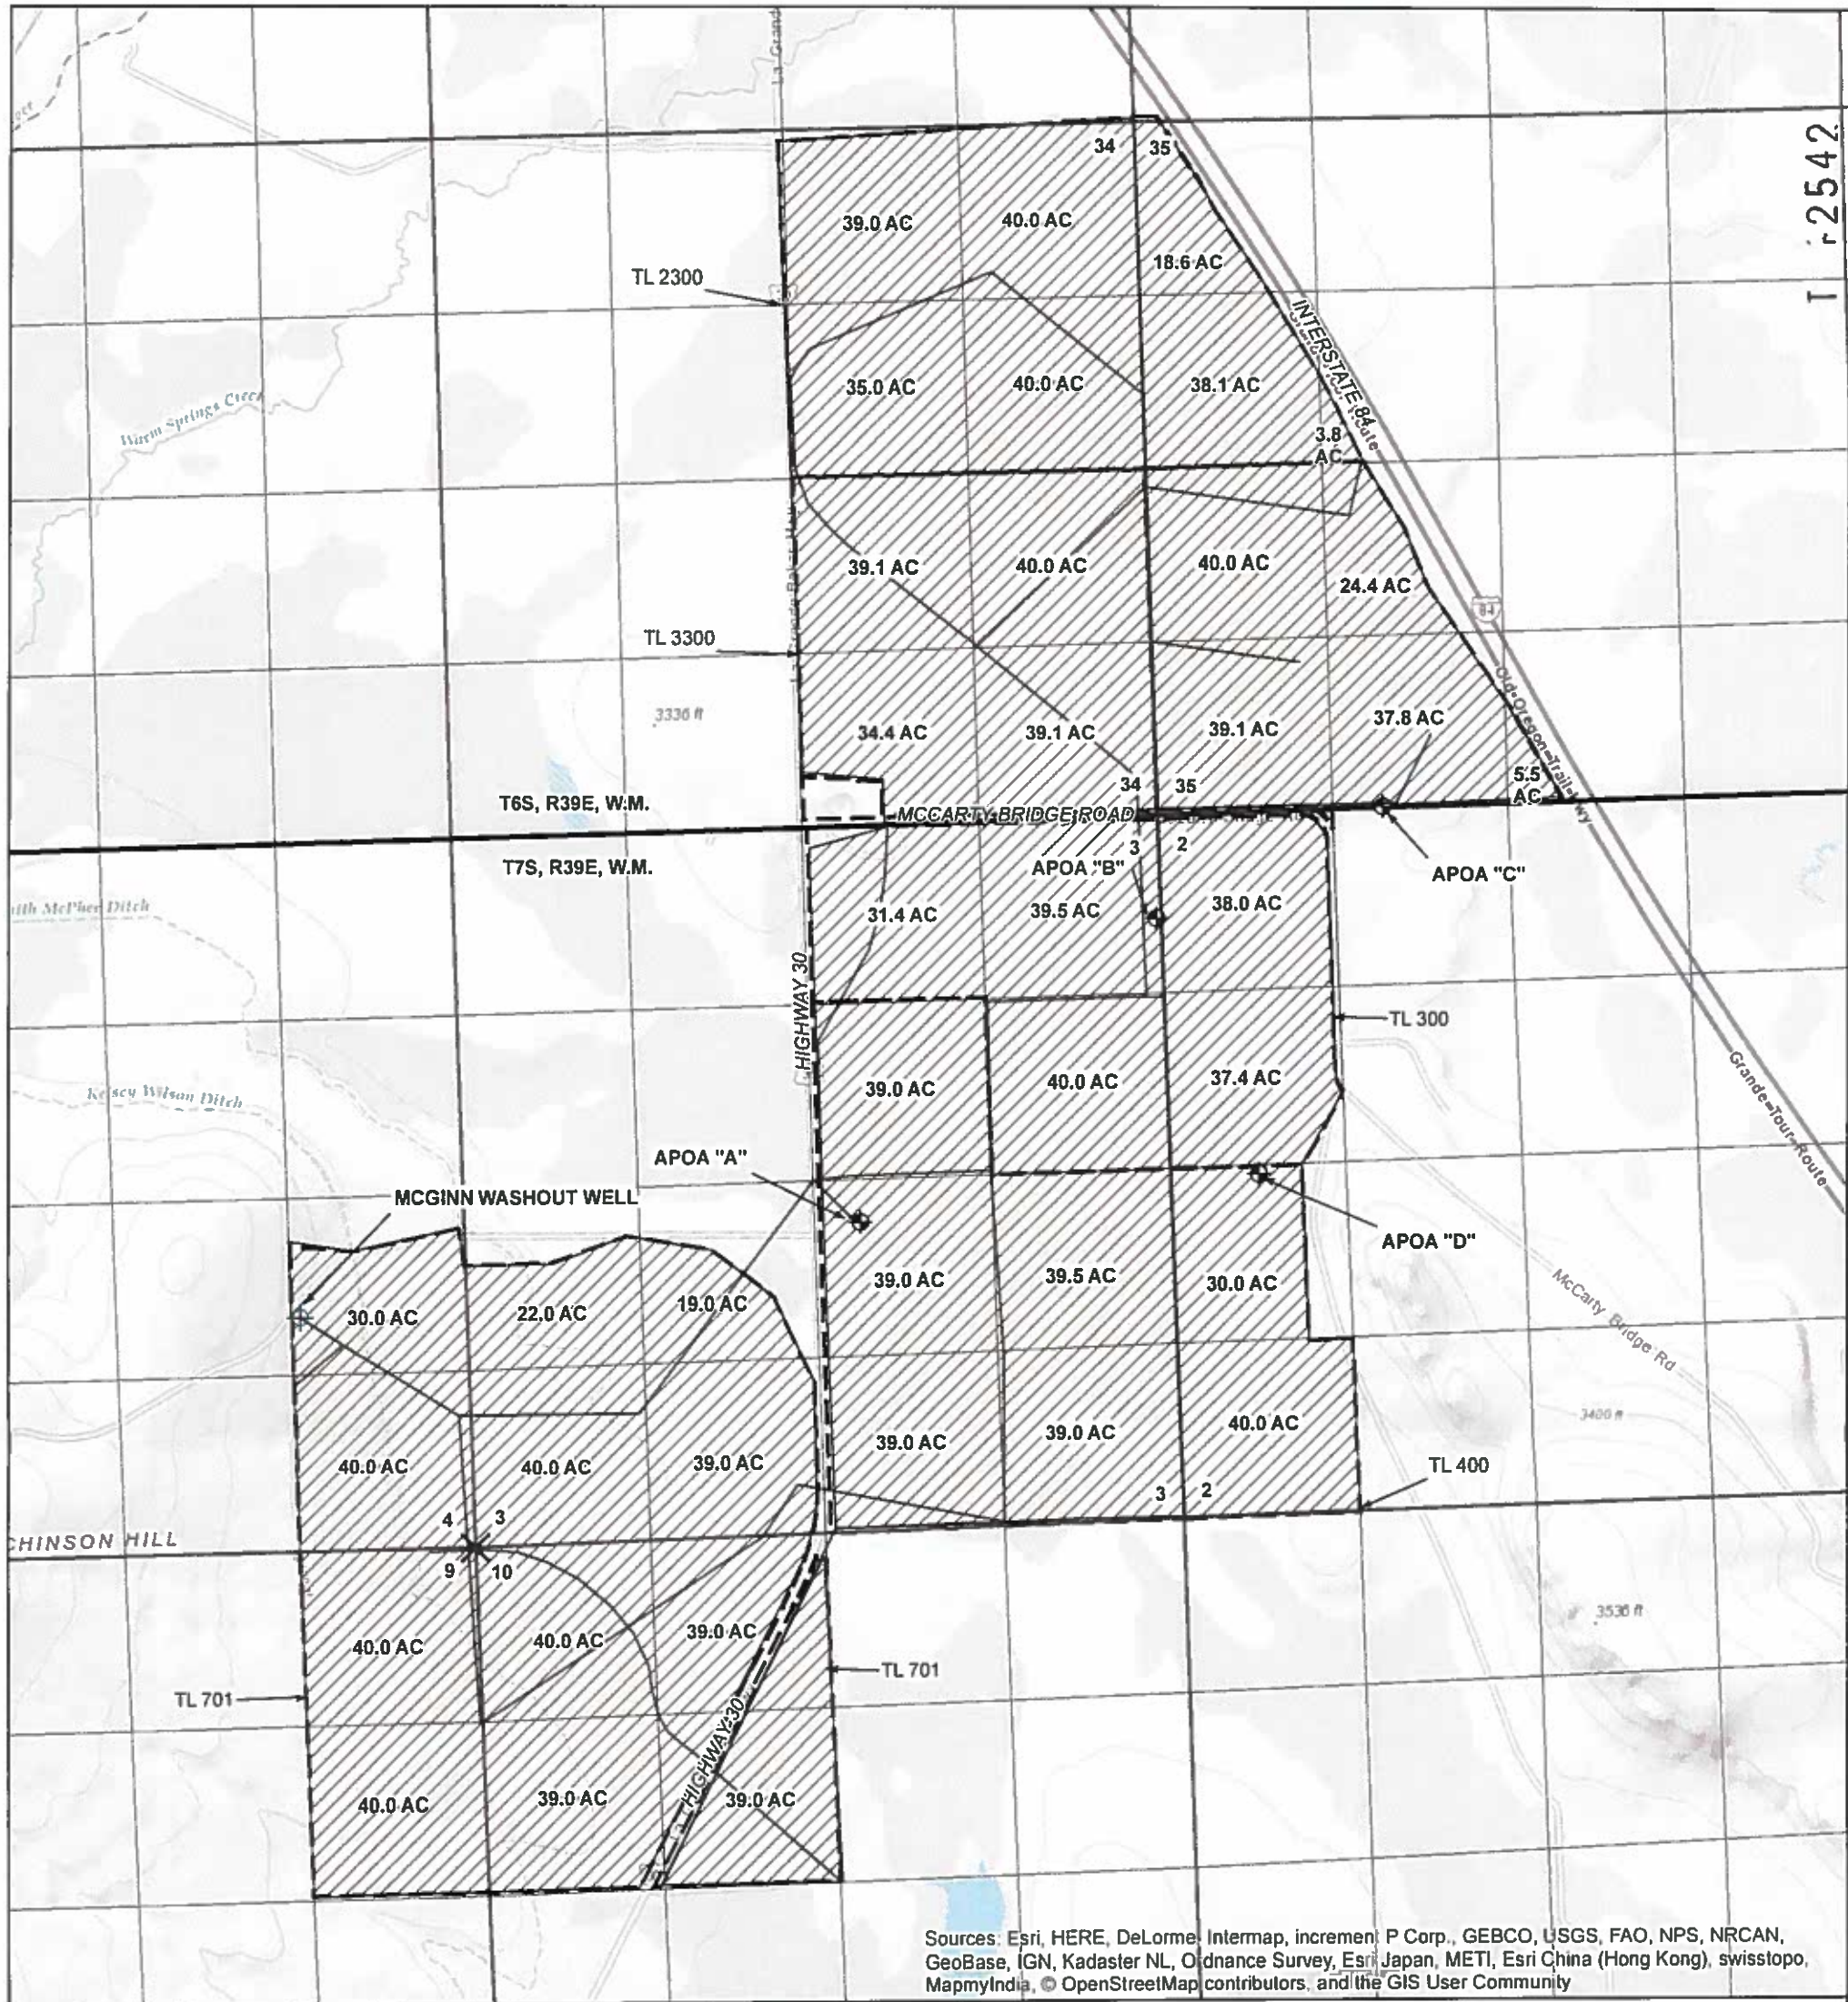 La Grand
T-2542
34
35
39.0 AC
40.0 AC
18.6 AC
TL 2300
INTERSTATE 84
35.0 AC
40.0 AC
38.1 AC
Warm Springs Creek
3.8
AC
39.1 AC
40.0 AC
40.0 AC
24.4 AC
84
TL 3300
3336 ft
34.4 AC
39.1 AC
39.1 AC
37.8 AC
Old-Oregon-Trail-Hwy
34
35
5.5
AC
T6S, R39E, W.M.
MCCARTY BRIDGE ROAD
3
2
T7S, R39E, W.M.
APOA "B"
APOA "C"
ith McPhee Ditch
31.4 AC
39.5 AC
38.0 AC
HIGHWAY 30
TL 300
Kelsey Wilson Ditch
39.0 AC
40.0 AC
37.4 AC
Grande-Tour-Route
APOA "A"
MCGINN WASHOUT WELL
APOA "D"
39.0 AC
39.5 AC
30.0 AC
30.0 AC
22.0 AC
19.0 AC
McCarty Bridge Rd
3400 ft
39.0 AC
39.0 AC
40.0 AC
40.0 AC
40.0 AC
39.0 AC
TL 400
3
2
4
3
CHINSON HILL
9
10
3536 ft
40.0 AC
40.0 AC
39.0 AC
TL 701
TL 701
HIGHWAY 30
40.0 AC
39.0 AC
39.0 AC
Sources: Esri, HERE, DeLorme, Intermap, increment P Corp., GEBCO, USGS, FAO, NPS, NRCAN,
GeoBase, IGN, Kadaster NL, Ordnance Survey, Esri Japan, METI, Esri China (Hong Kong), swisstopo,
MapmyIndia, © OpenStreetMap contributors, and the GIS User Community